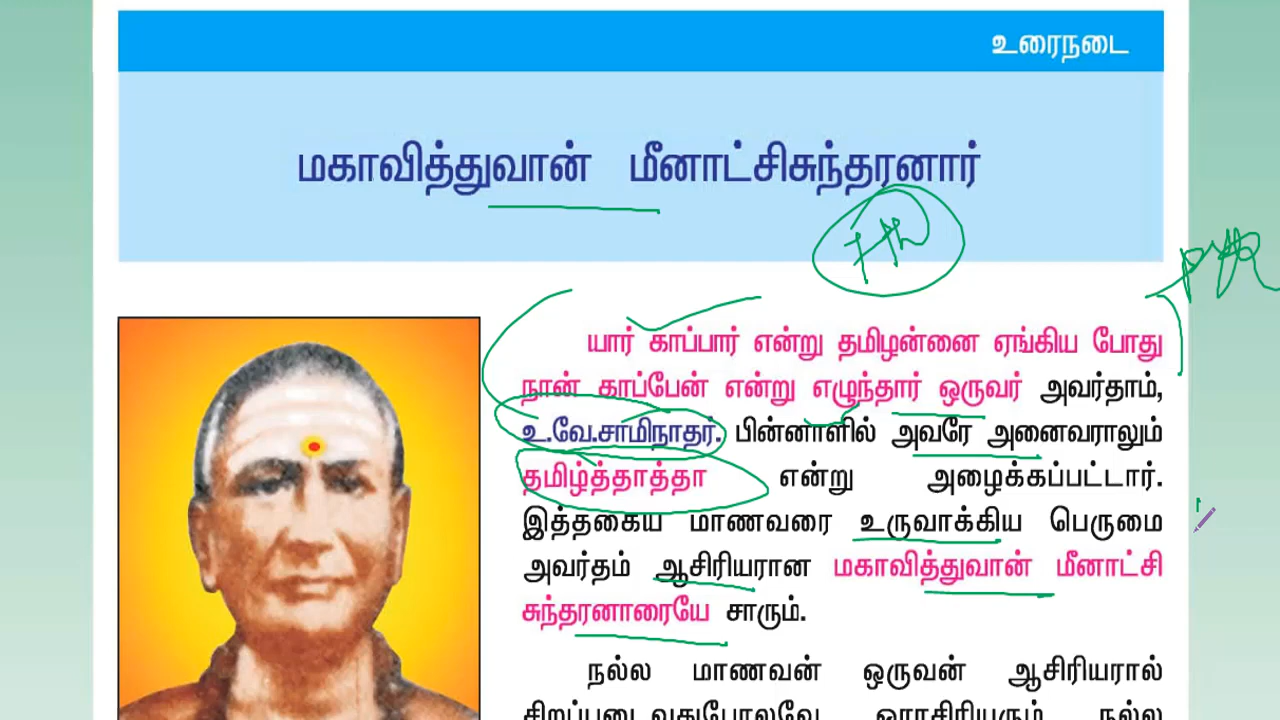 உரைநடை
மகாவித்துவான் மீனாட்சிசுந்தரனார்
யார் காப்பார் என்று தமிழன்னை ஏங்கிய போது
நான் காப்பேன் என்று எழுந்தார் ஒருவர் அவர்தாம்,
உ.வே.சாமிநாதர். பின்னாளில் அவரே அனைவராலும்
தமிழ்த்தாத்தா என்று அழைக்கப்பட்டார்.
இத்தகைய மாணவரை உருவாக்கிய பெருமை
அவர்தம் ஆசிரியரான மகாவித்துவான் மீனாட்சி
சுந்தரனாரையே சாரும்.
நல்ல மாணவன் ஒருவன் ஆசிரியரால்